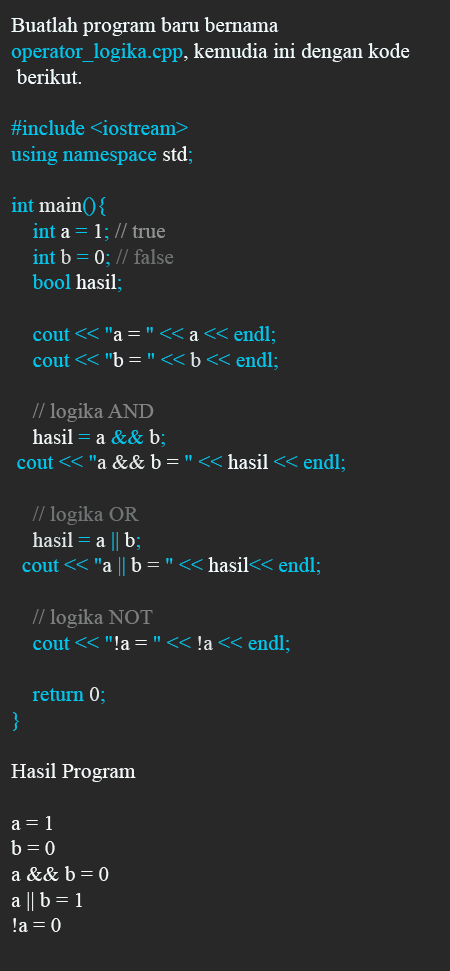 Buatlah program baru bernama
operator_logika.cpp, kemudia ini dengan kode
berikut.
#include <iostream>
using namespace std;
int main(){
int a = 1; // true
int b = 0; // false
bool hasil;
cout << "a = " << a << endl;
cout << "b = " << b << endl;
// logika AND
hasil = a && b;
cout << "a && b = " << hasil << endl;
// logika OR
hasil = a || b;
cout << "a || b = " << hasil<< endl;
// logika NOT
cout << "!a = " << !a << endl;
return 0;
}
Hasil Program
a = 1
b = 0
a && b = 0
a || b = 1
!a = 0